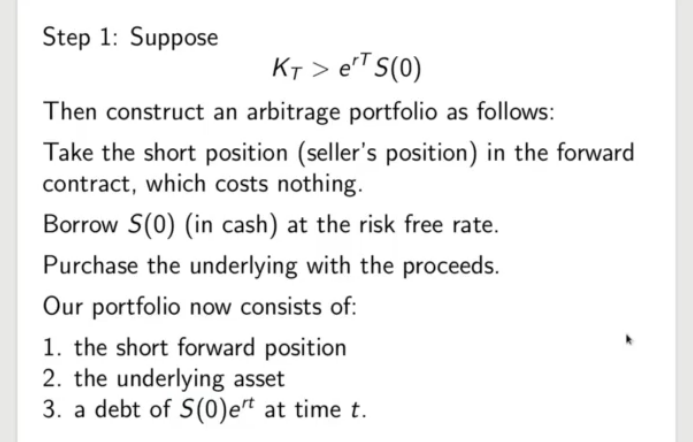 Step 1: Suppose
K_T > e^{rT} S(0)
Then construct an arbitrage portfolio as follows:
Take the short position (seller's position) in the forward
contract, which costs nothing.
Borrow S(0) (in cash) at the risk free rate.
Purchase the underlying with the proceeds.
Our portfolio now consists of:
1. the short forward position
2. the underlying asset
3. a debt of S(0)e^{rt} at time t.